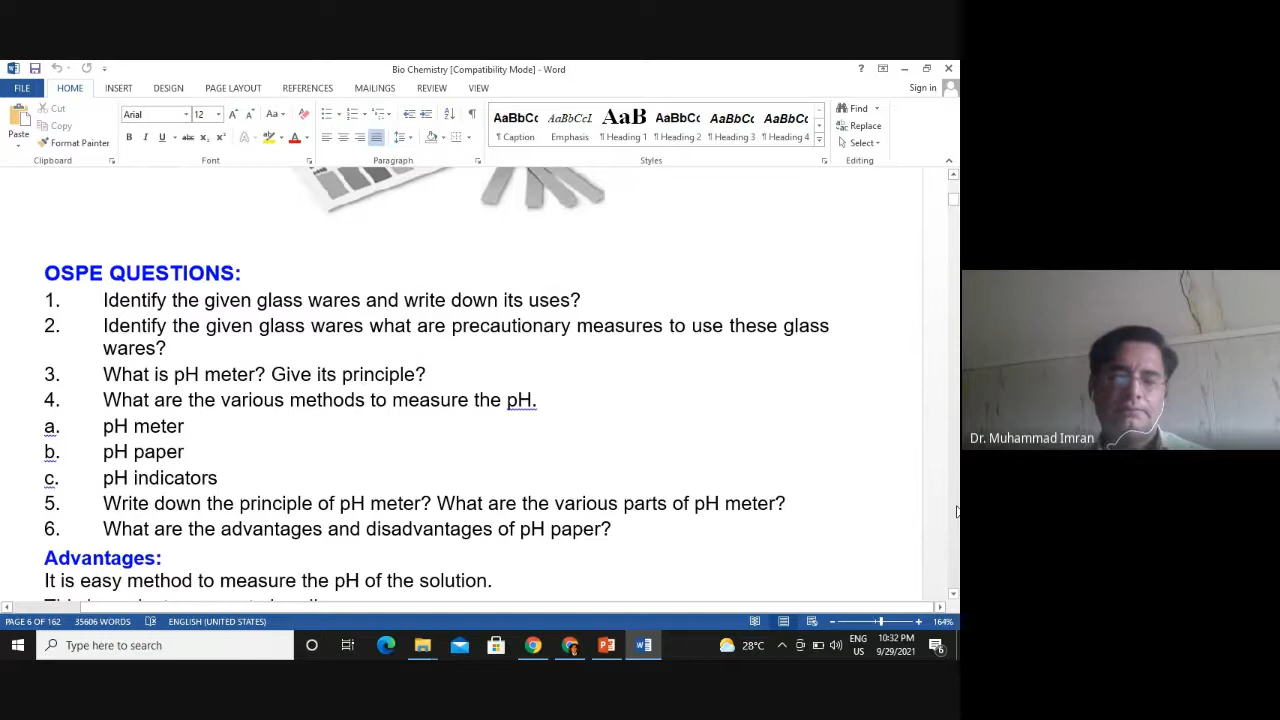 Bio Chemistry [Compatibility Mode] - Word
FILE HOME INSERT DESIGN PAGE LAYOUT REFERENCES MAILINGS REVIEW VIEW Sign in
Paste Cut Copy Format Painter
Arial 12 Aa
AaBbCc AaBbCcI AaB AaBbCc AaBbCc AaBbCc
¶ Caption Emphasis ¶ Heading 1 ¶ Heading 2 ¶ Heading 3 ¶ Heading 4
Find Replace Select
Clipboard Font Paragraph Styles Editing
OSPE QUESTIONS:
1. Identify the given glass wares and write down its uses?
2. Identify the given glass wares what are precautionary measures to use these glass
wares?
3. What is pH meter? Give its principle?
4. What are the various methods to measure the pH.
a. pH meter
b. pH paper
c. pH indicators
5. Write down the principle of pH meter? What are the various parts of pH meter?
6. What are the advantages and disadvantages of pH paper?
Advantages:
It is easy method to measure the pH of the solution.
PAGE 6 OF 162 35606 WORDS ENGLISH (UNITED STATES) 164%
Type here to search 28°C ENG US 10:32 PM 9/29/2021 6
Dr. Muhammad Imran